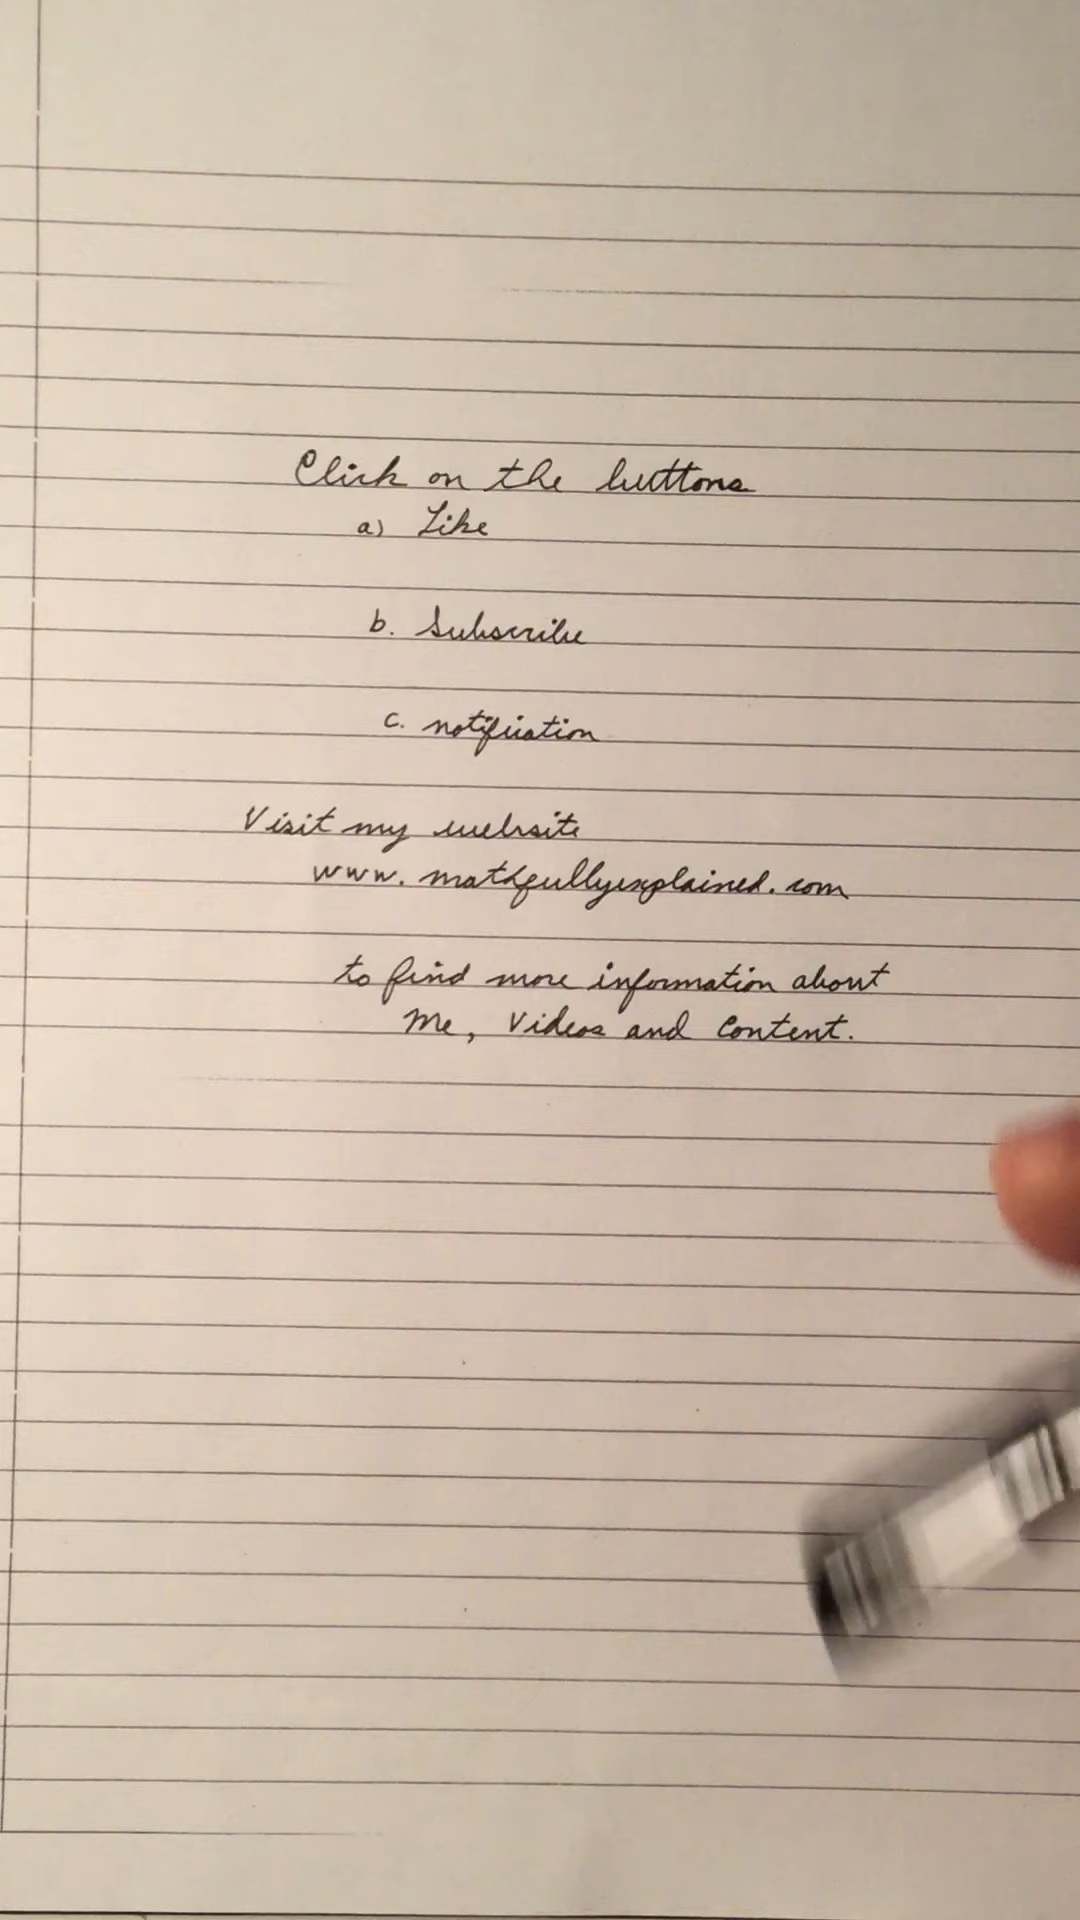 Click on the buttons
a) Like
b. Subscribe
c. notification
Visit my website
www.mathfullyexplained.com
to find more information about
Me, Videos and Content.